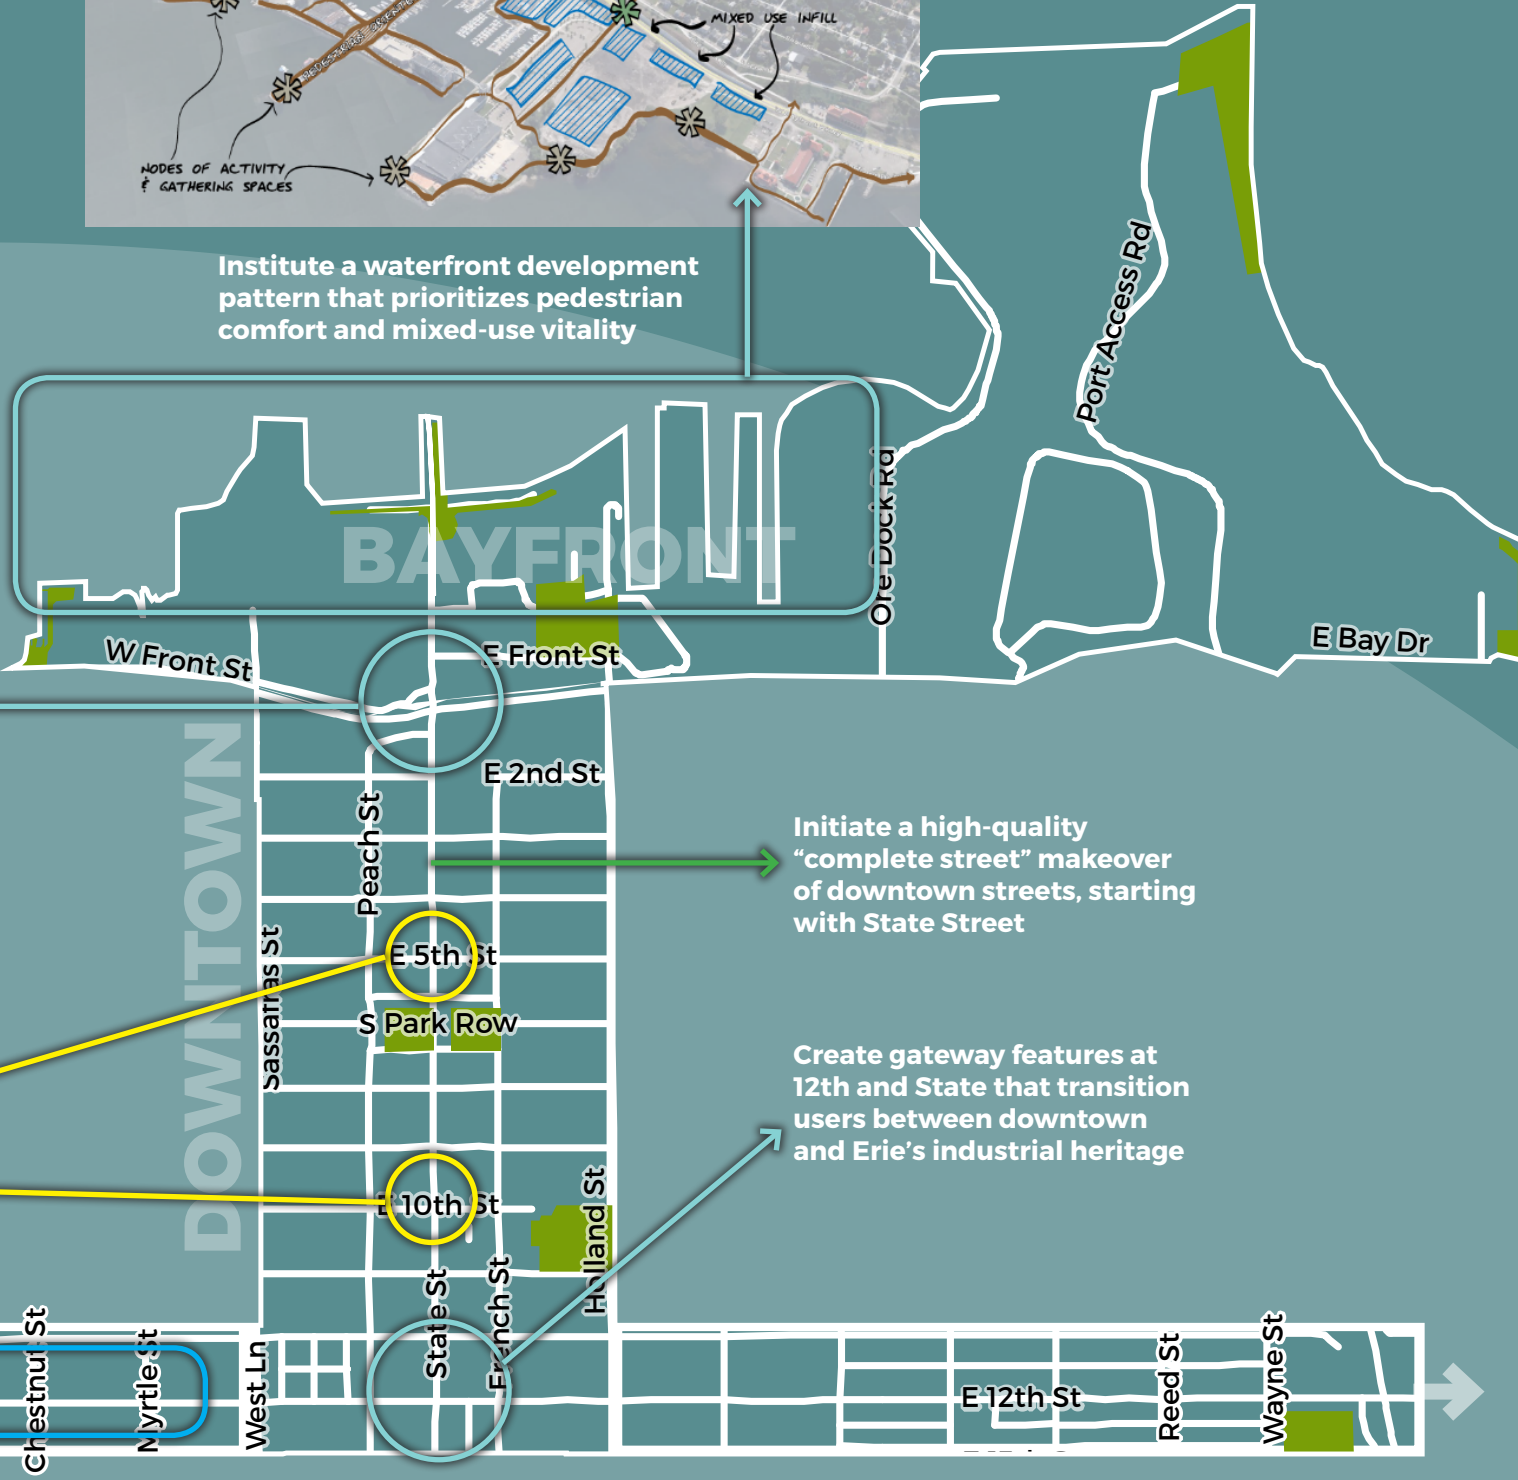 MIXED USE INFILL
PEDESTRIAN
NODES OF ACTIVITY
& GATHERING SPACES
Institute a waterfront development
pattern that prioritizes pedestrian
comfort and mixed-use vitality
Port Access Rd
Ore Dock Rd
BAYFRONT
W Front St
E Front St
E Bay Dr
DOWNTOWN
E 2nd St
Peach St
Initiate a high-quality
“complete street” makeover
of downtown streets, starting
with State Street
E 5th St
Sassafras St
S Park Row
Create gateway features at
12th and State that transition
users between downtown
and Erie’s industrial heritage
E 10th St
Holland St
State St
French St
Chestnut St
Myrtle St
West Ln
E 12th St
Reed St
Wayne St